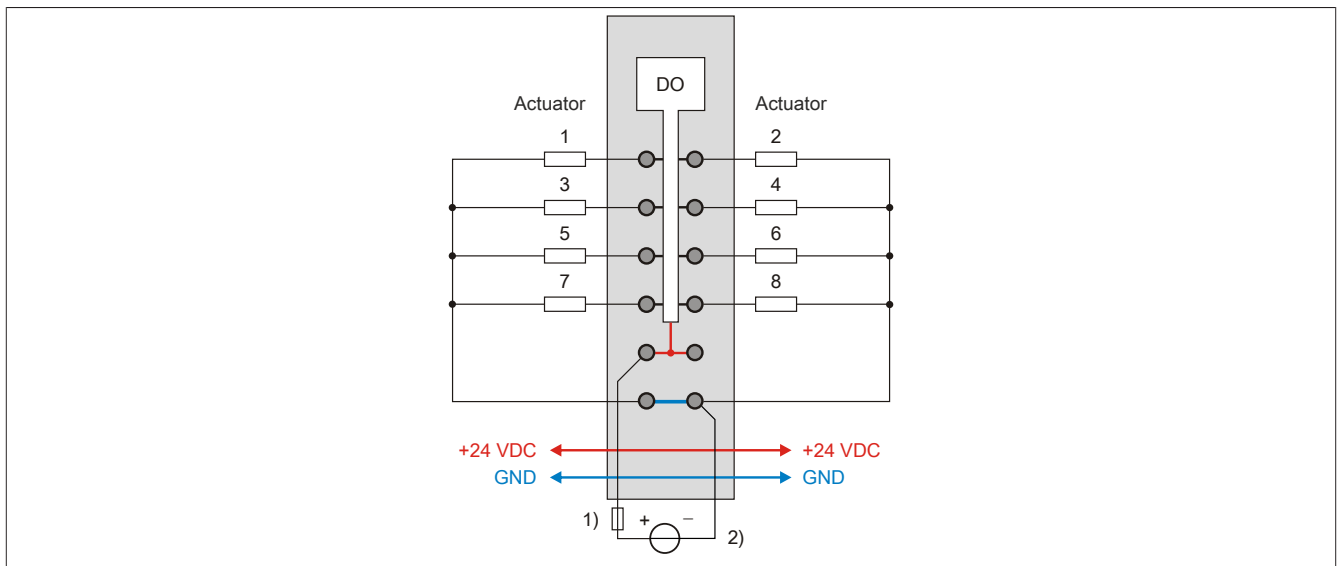 DO
Actuator Actuator
1 2
3 4
5 6
7 8
+24 VDC +24 VDC
GND GND
1) + −
2)